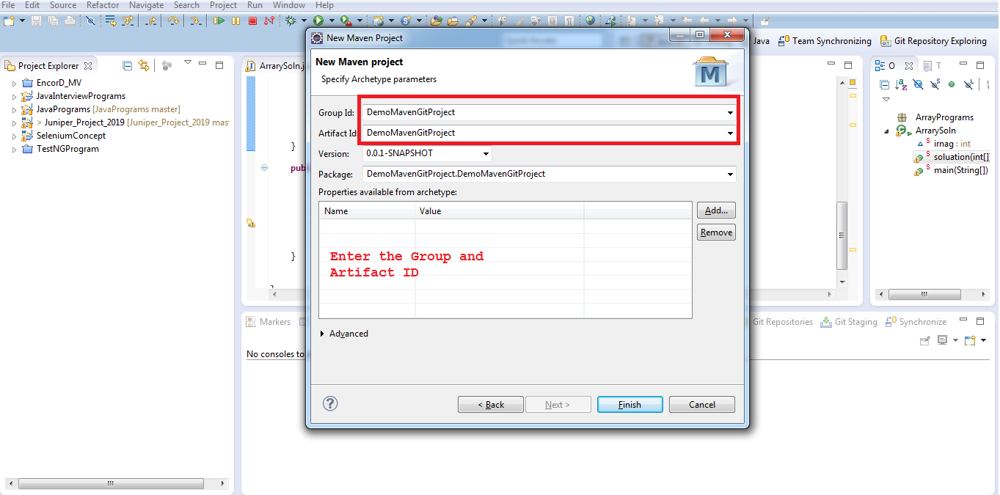 File Edit Source Refactor Navigate Search Project Run Window Help
New Maven Project
Java Team Synchronizing Git Repository Exploring
Project Explorer
EncorD_MV
JavaInterviewPrograms
JavaPrograms [JavaPrograms master]
> Juniper_Project_2019 [Juniper_Project_2019 mas
SeleniumConcept
TestNGProgram
ArrarySoln.j
}
pub
}
New Maven project
Specify Archetype parameters
M
Group Id: DemoMavenGitProject
Artifact Id: DemoMavenGitProject
Version: 0.0.1-SNAPSHOT
Package: DemoMavenGitProject.DemoMavenGitProject
Properties available from archetype:
Name Value
Add...
Remove
Enter the Group and
Artifact ID
Advanced
< Back Next > Finish Cancel
O T
ArrayPrograms
ArrarySoln
irnag : int
soluation(int[]
main(String[])
Markers
Git Repositories Git Staging Synchronize
No consoles to